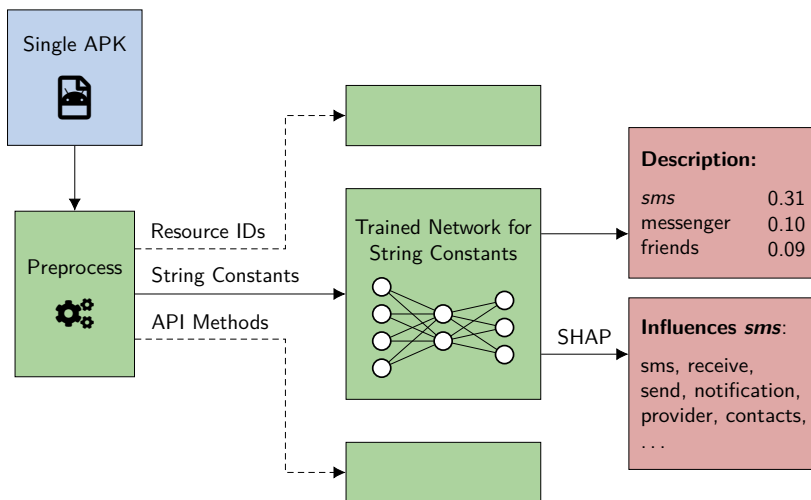 Single APK
Preprocess
Resource IDs
String Constants
API Methods
Trained Network for
String Constants
SHAP
Description:
sms 0.31
messenger 0.10
friends 0.09
Influences sms:
sms, receive,
send, notification,
provider, contacts,
...